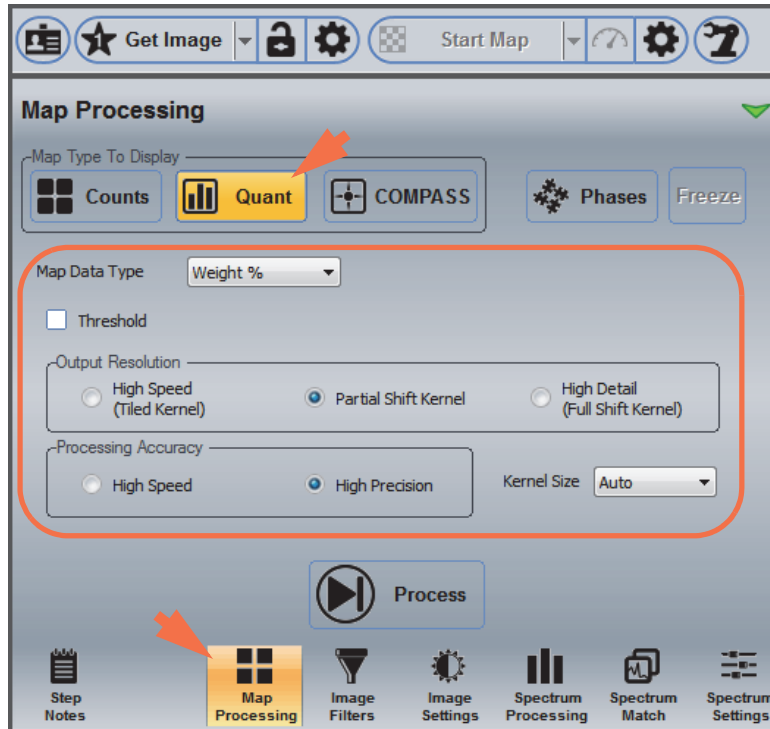 1 Get Image Start Map
Map Processing
Map Type To Display
Counts Quant COMPASS Phases Freeze
Map Data Type Weight %
Threshold
Output Resolution
High Speed
(Tiled Kernel)
Partial Shift Kernel
High Detail
(Full Shift Kernel)
Processing Accuracy
High Speed High Precision Kernel Size Auto
Process
Step
Notes
Map
Processing
Image
Filters
Image
Settings
Spectrum
Processing
Spectrum
Match
Spectrum
Settings